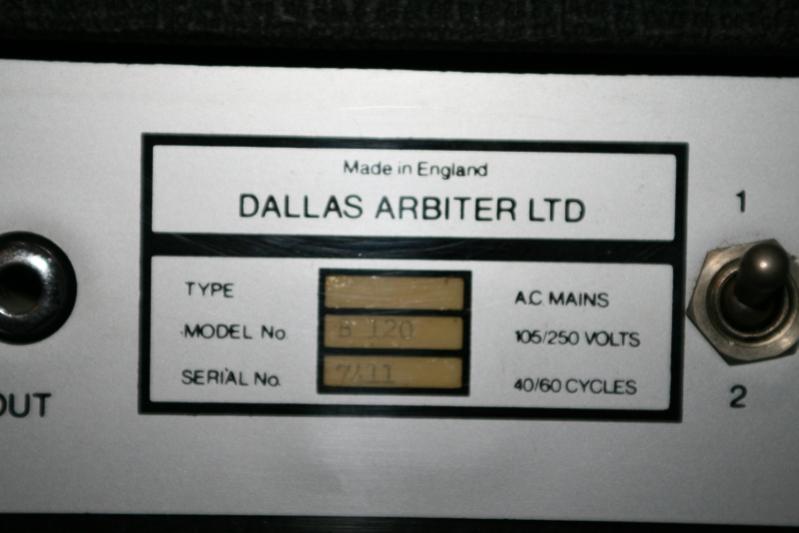 Made in England
DALLAS ARBITER LTD
TYPE
MODEL No. B 120
SERIAL No.
A.C. MAINS
105/250 VOLTS
40/60 CYCLES
OUT
1
2